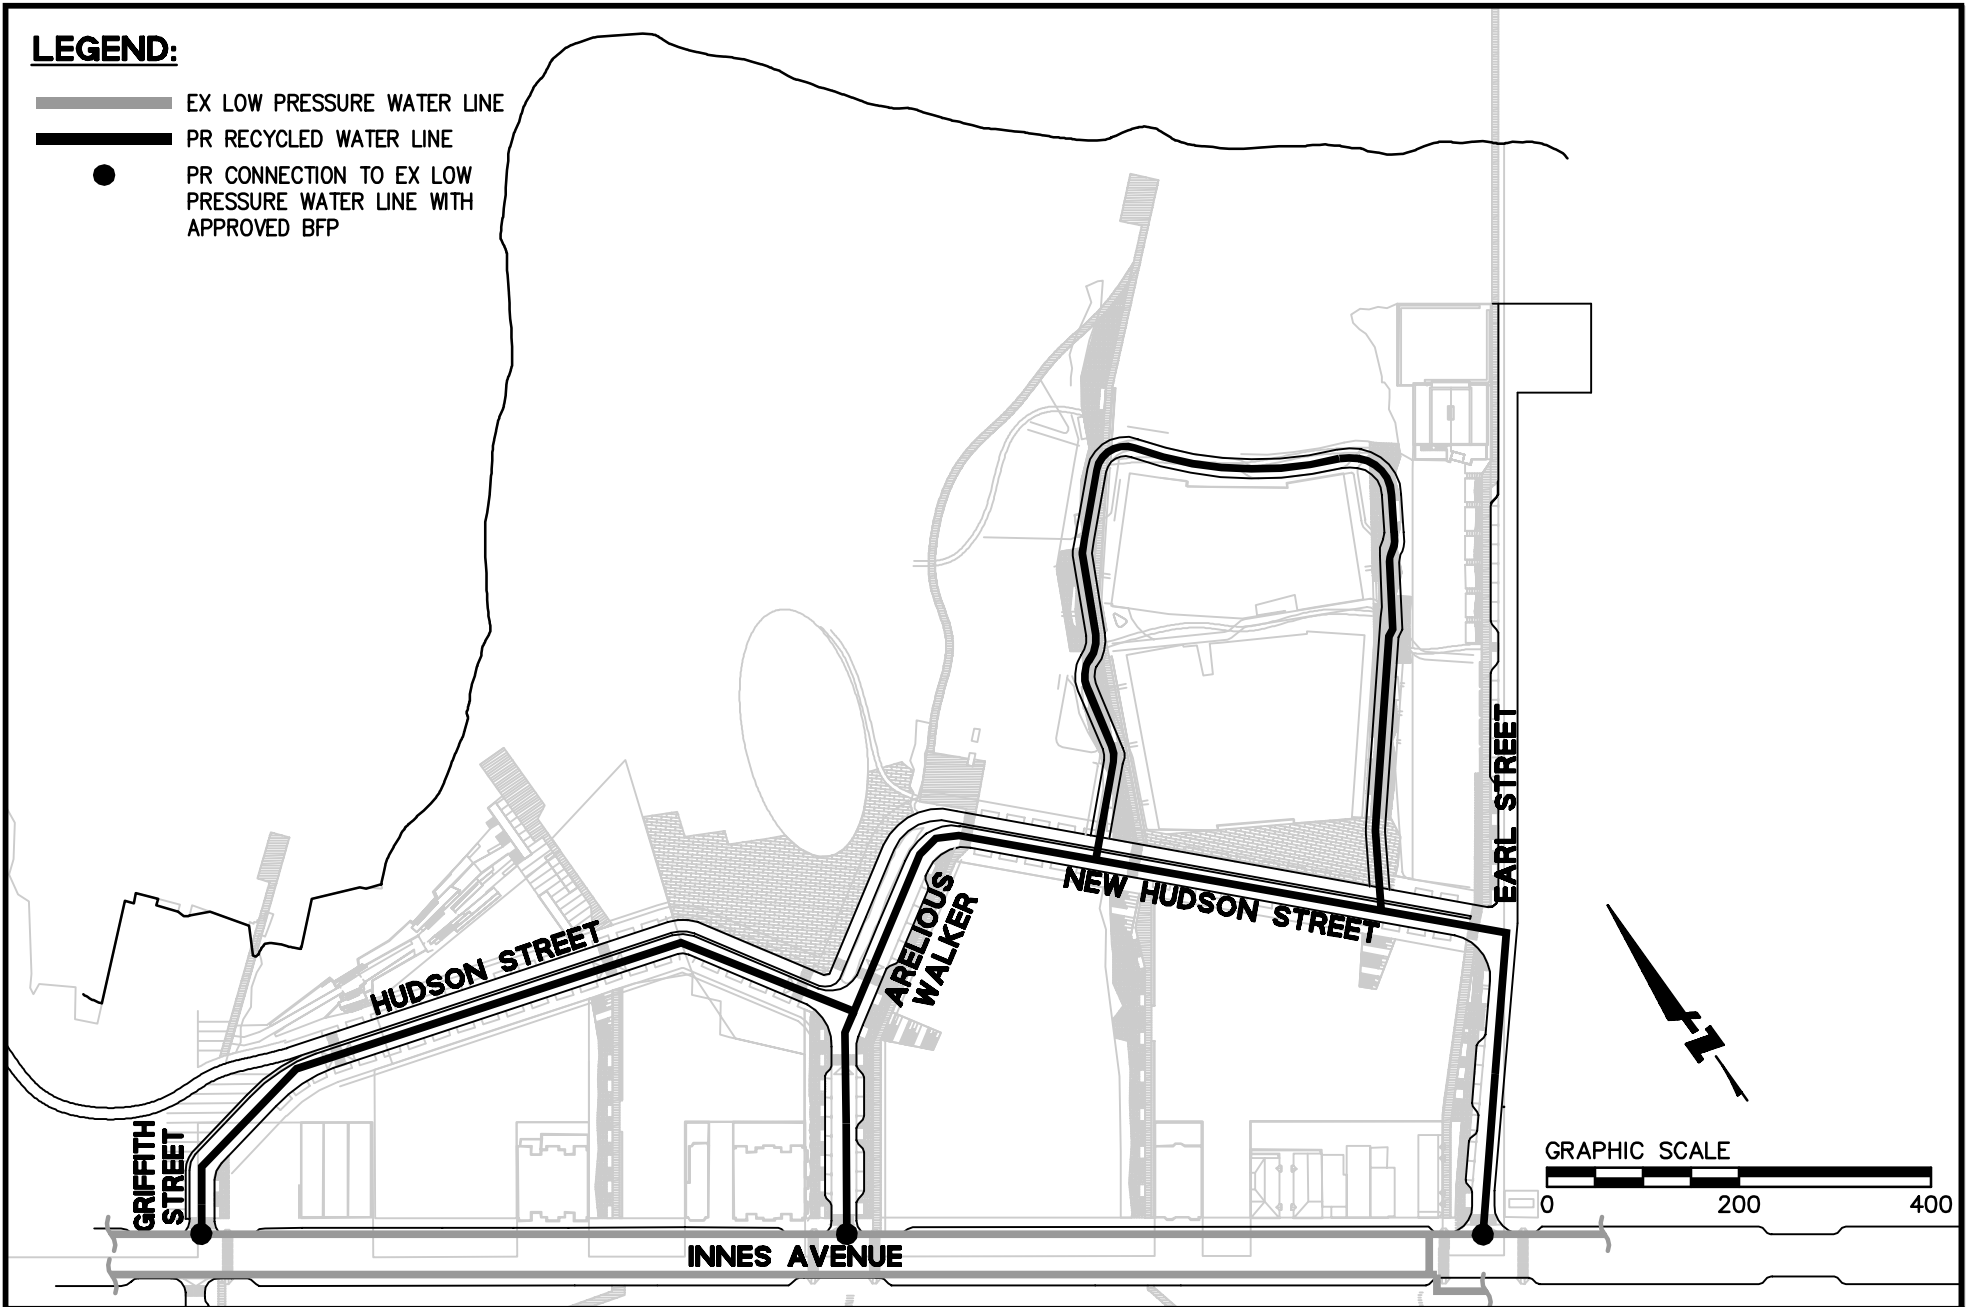 LEGEND:
EX LOW PRESSURE WATER LINE
PR RECYCLED WATER LINE
PR CONNECTION TO EX LOW
PRESSURE WATER LINE WITH
APPROVED BFP
EARL STREET
NEW HUDSON STREET
ARELIOUS
WALKER
HUDSON STREET
GRIFFITH
STREET
INNES AVENUE
N
GRAPHIC SCALE
0 200 400